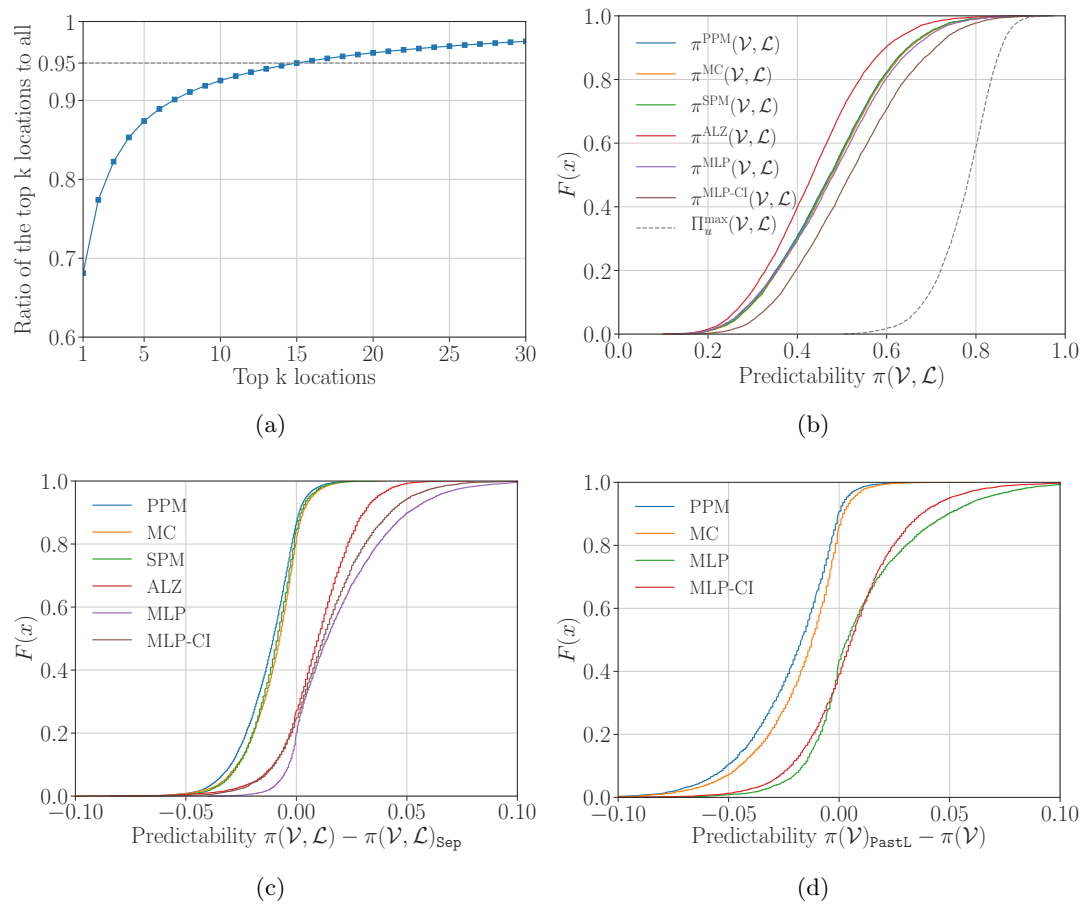 1
0.95
0.9
0.8
0.7
0.6
Ratio of the top k locations to all
1 5 10 15 20 25 30
Top k locations
(a)
1.0
0.8
0.6
0.4
0.2
0.0
F(x)
π^PPM(𝒱, ℒ)
π^MC(𝒱, ℒ)
π^SPM(𝒱, ℒ)
π^ALZ(𝒱, ℒ)
π^MLP(𝒱, ℒ)
π^MLP-CI(𝒱, ℒ)
Π_u^max(𝒱, ℒ)
0.0 0.2 0.4 0.6 0.8 1.0
Predictability π(𝒱, ℒ)
(b)
1.0
0.8
0.6
0.4
0.2
0.0
F(x)
PPM
MC
SPM
ALZ
MLP
MLP-CI
−0.10 −0.05 0.00 0.05 0.10
Predictability π(𝒱, ℒ) − π(𝒱, ℒ)_Sep
(c)
1.0
0.8
0.6
0.4
0.2
0.0
F(x)
PPM
MC
MLP
MLP-CI
−0.10 −0.05 0.00 0.05 0.10
Predictability π(𝒱)_PastL − π(𝒱)
(d)